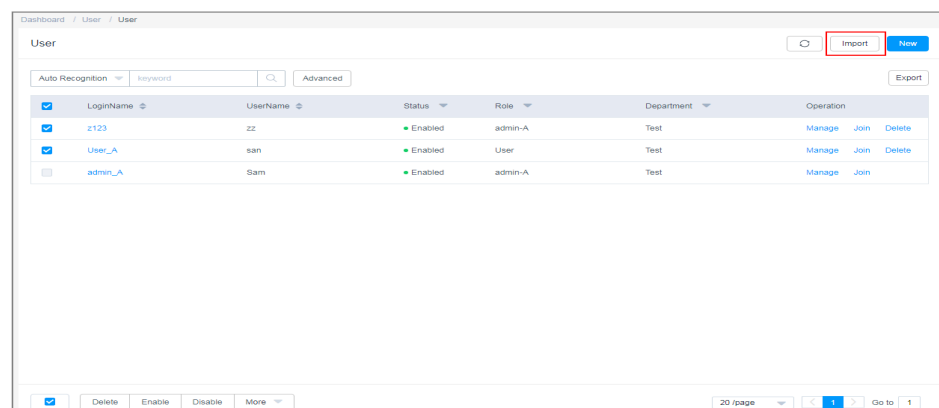 Dashboard / User / User
User
Import
New
Auto Recognition
keyword
Advanced
Export
LoginName UserName Status Role Department Operation
z123 zz Enabled admin-A Test Manage Join Delete
User_A san Enabled User Test Manage Join Delete
admin_A Sam Enabled admin-A Test Manage Join
Delete Enable Disable More 20 /page 1 Go to 1